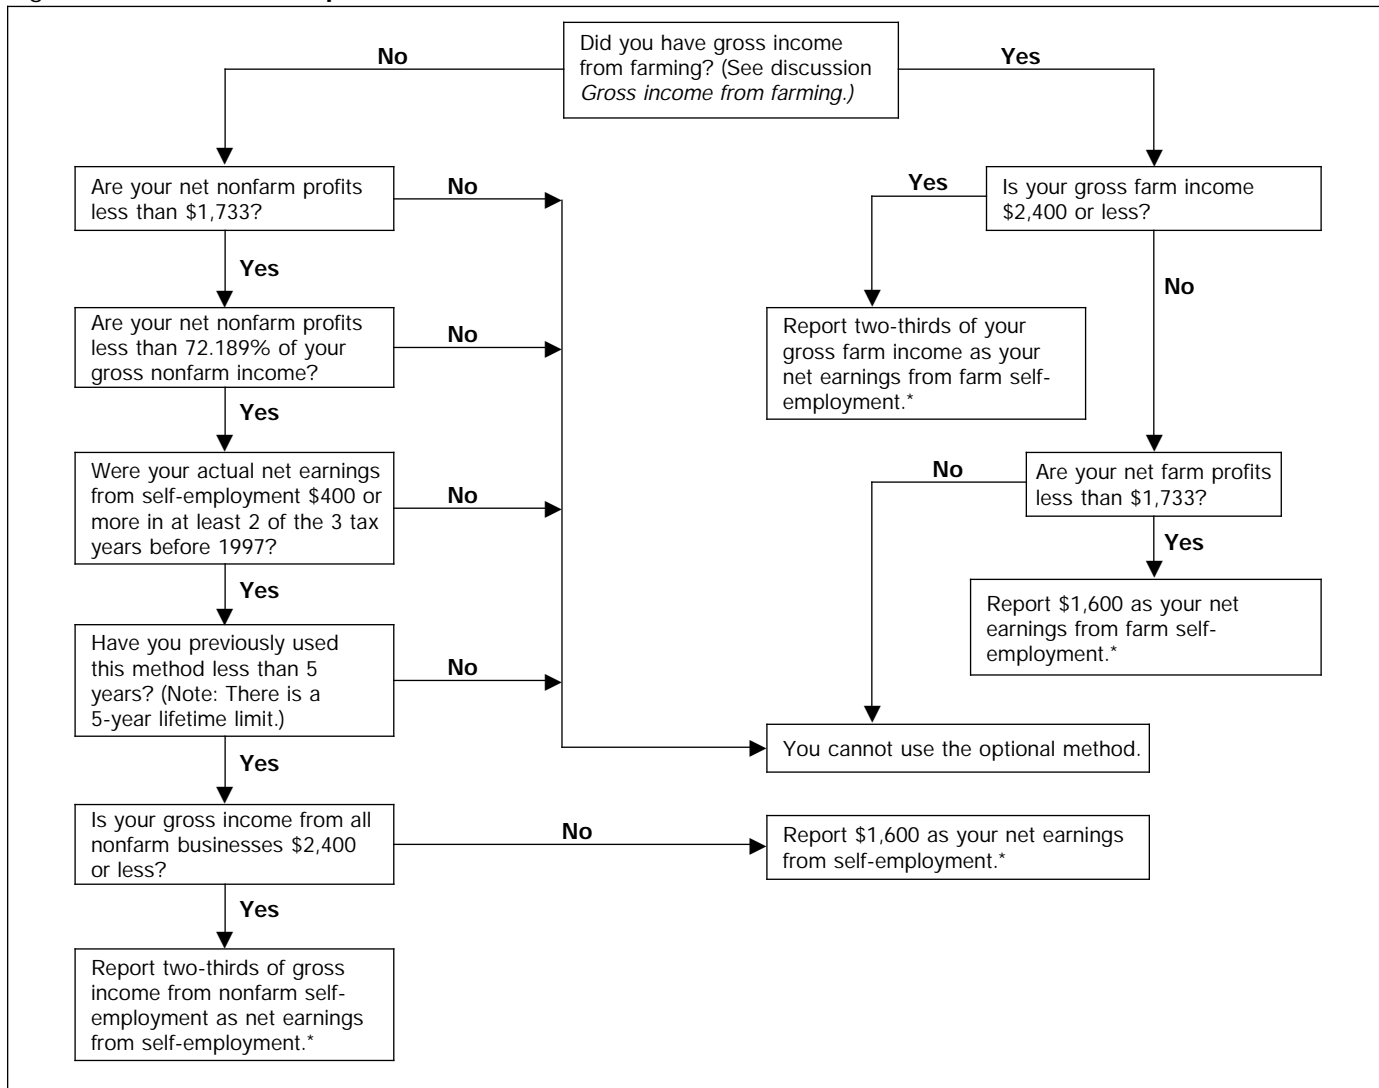 Did you have gross income
from farming? (See discussion
Gross income from farming.)
No
Yes
Are your net nonfarm profits
less than $1,733?
No
Yes
Is your gross farm income
$2,400 or less?
Yes
No
Are your net nonfarm profits
less than 72.189% of your
gross nonfarm income?
No
Report two-thirds of your
gross farm income as your
net earnings from farm self-
employment.*
Yes
Were your actual net earnings
from self-employment $400 or
more in at least 2 of the 3 tax
years before 1997?
No
No
Are your net farm profits
less than $1,733?
Yes
Yes
Report $1,600 as your net
earnings from farm self-
employment.*
Have you previously used
this method less than 5
years? (Note: There is a
5-year lifetime limit.)
No
You cannot use the optional method.
Yes
Is your gross income from all
nonfarm businesses $2,400
or less?
No
Report $1,600 as your net earnings
from self-employment.*
Yes
Report two-thirds of gross
income from nonfarm self-
employment as net earnings
from self-employment.*